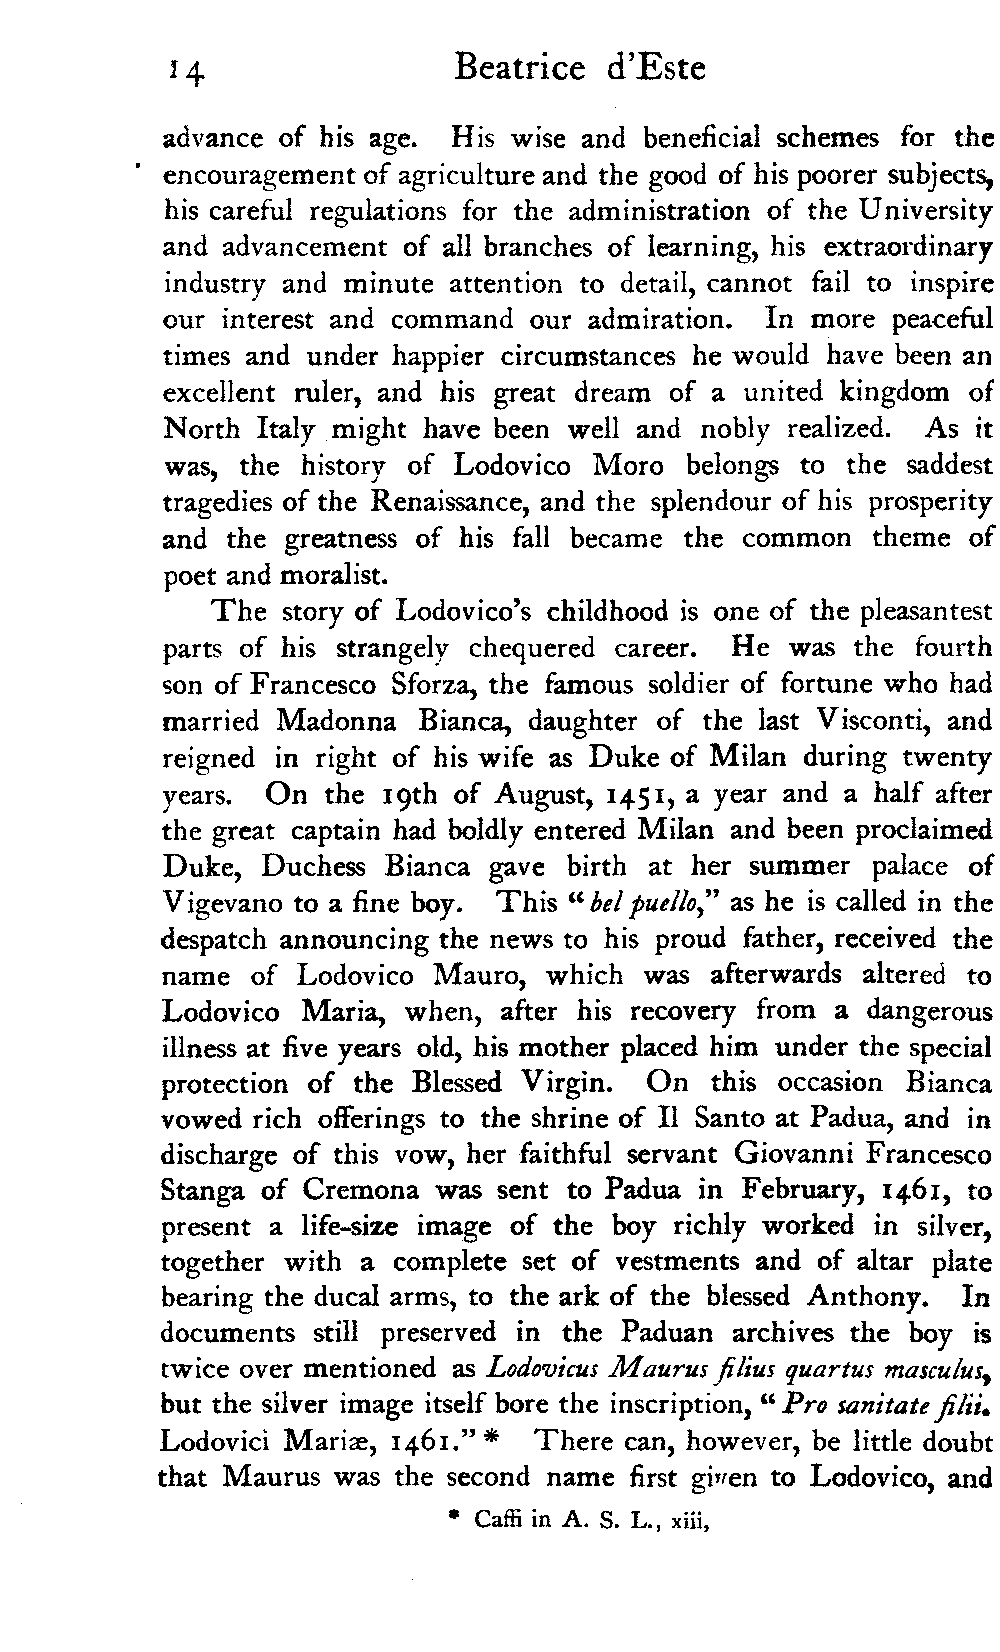 14 Beatrice d'Este
advance of his age. His wise and beneficial schemes for the
encouragement of agriculture and the good of his poorer subjects,
his careful regulations for the administration of the University
and advancement of all branches of learning, his extraordinary
industry and minute attention to detail, cannot fail to inspire
our interest and command our admiration. In more peaceful
times and under happier circumstances he would have been an
excellent ruler, and his great dream of a united kingdom of
North Italy might have been well and nobly realized. As it
was, the history of Lodovico Moro belongs to the saddest
tragedies of the Renaissance, and the splendour of his prosperity
and the greatness of his fall became the common theme of
poet and moralist.
The story of Lodovico's childhood is one of the pleasantest
parts of his strangely chequered career. He was the fourth
son of Francesco Sforza, the famous soldier of fortune who had
married Madonna Bianca, daughter of the last Visconti, and
reigned in right of his wife as Duke of Milan during twenty
years. On the 19th of August, 1451, a year and a half after
the great captain had boldly entered Milan and been proclaimed
Duke, Duchess Bianca gave birth at her summer palace of
Vigevano to a fine boy. This "bel puello," as he is called in the
despatch announcing the news to his proud father, received the
name of Lodovico Mauro, which was afterwards altered to
Lodovico Maria, when, after his recovery from a dangerous
illness at five years old, his mother placed him under the special
protection of the Blessed Virgin. On this occasion Bianca
vowed rich offerings to the shrine of Il Santo at Padua, and in
discharge of this vow, her faithful servant Giovanni Francesco
Stanga of Cremona was sent to Padua in February, 1461, to
present a life-size image of the boy richly worked in silver,
together with a complete set of vestments and of altar plate
bearing the ducal arms, to the ark of the blessed Anthony. In
documents still preserved in the Paduan archives the boy is
twice over mentioned as Lodovicus Maurus filius quartus masculus,
but the silver image itself bore the inscription, "Pro sanitate filii.
Lodovici Mariæ, 1461."* There can, however, be little doubt
that Maurus was the second name first given to Lodovico, and
* Caffi in A. S. L., xiii,